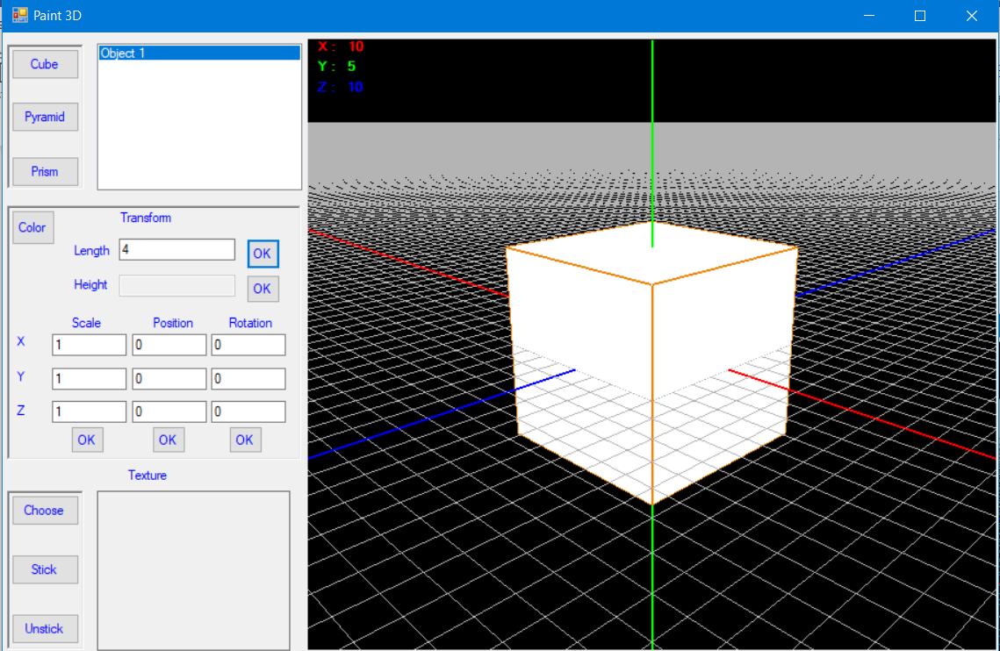 Paint 3D
Cube
Pyramid
Prism
Object 1
Color
Transform
Length 4 OK
Height OK
Scale Position Rotation
X 1 0 0
Y 1 0 0
Z 1 0 0
OK OK OK
Texture
Choose
Stick
Unstick
X : 10
Y : 5
Z : 10